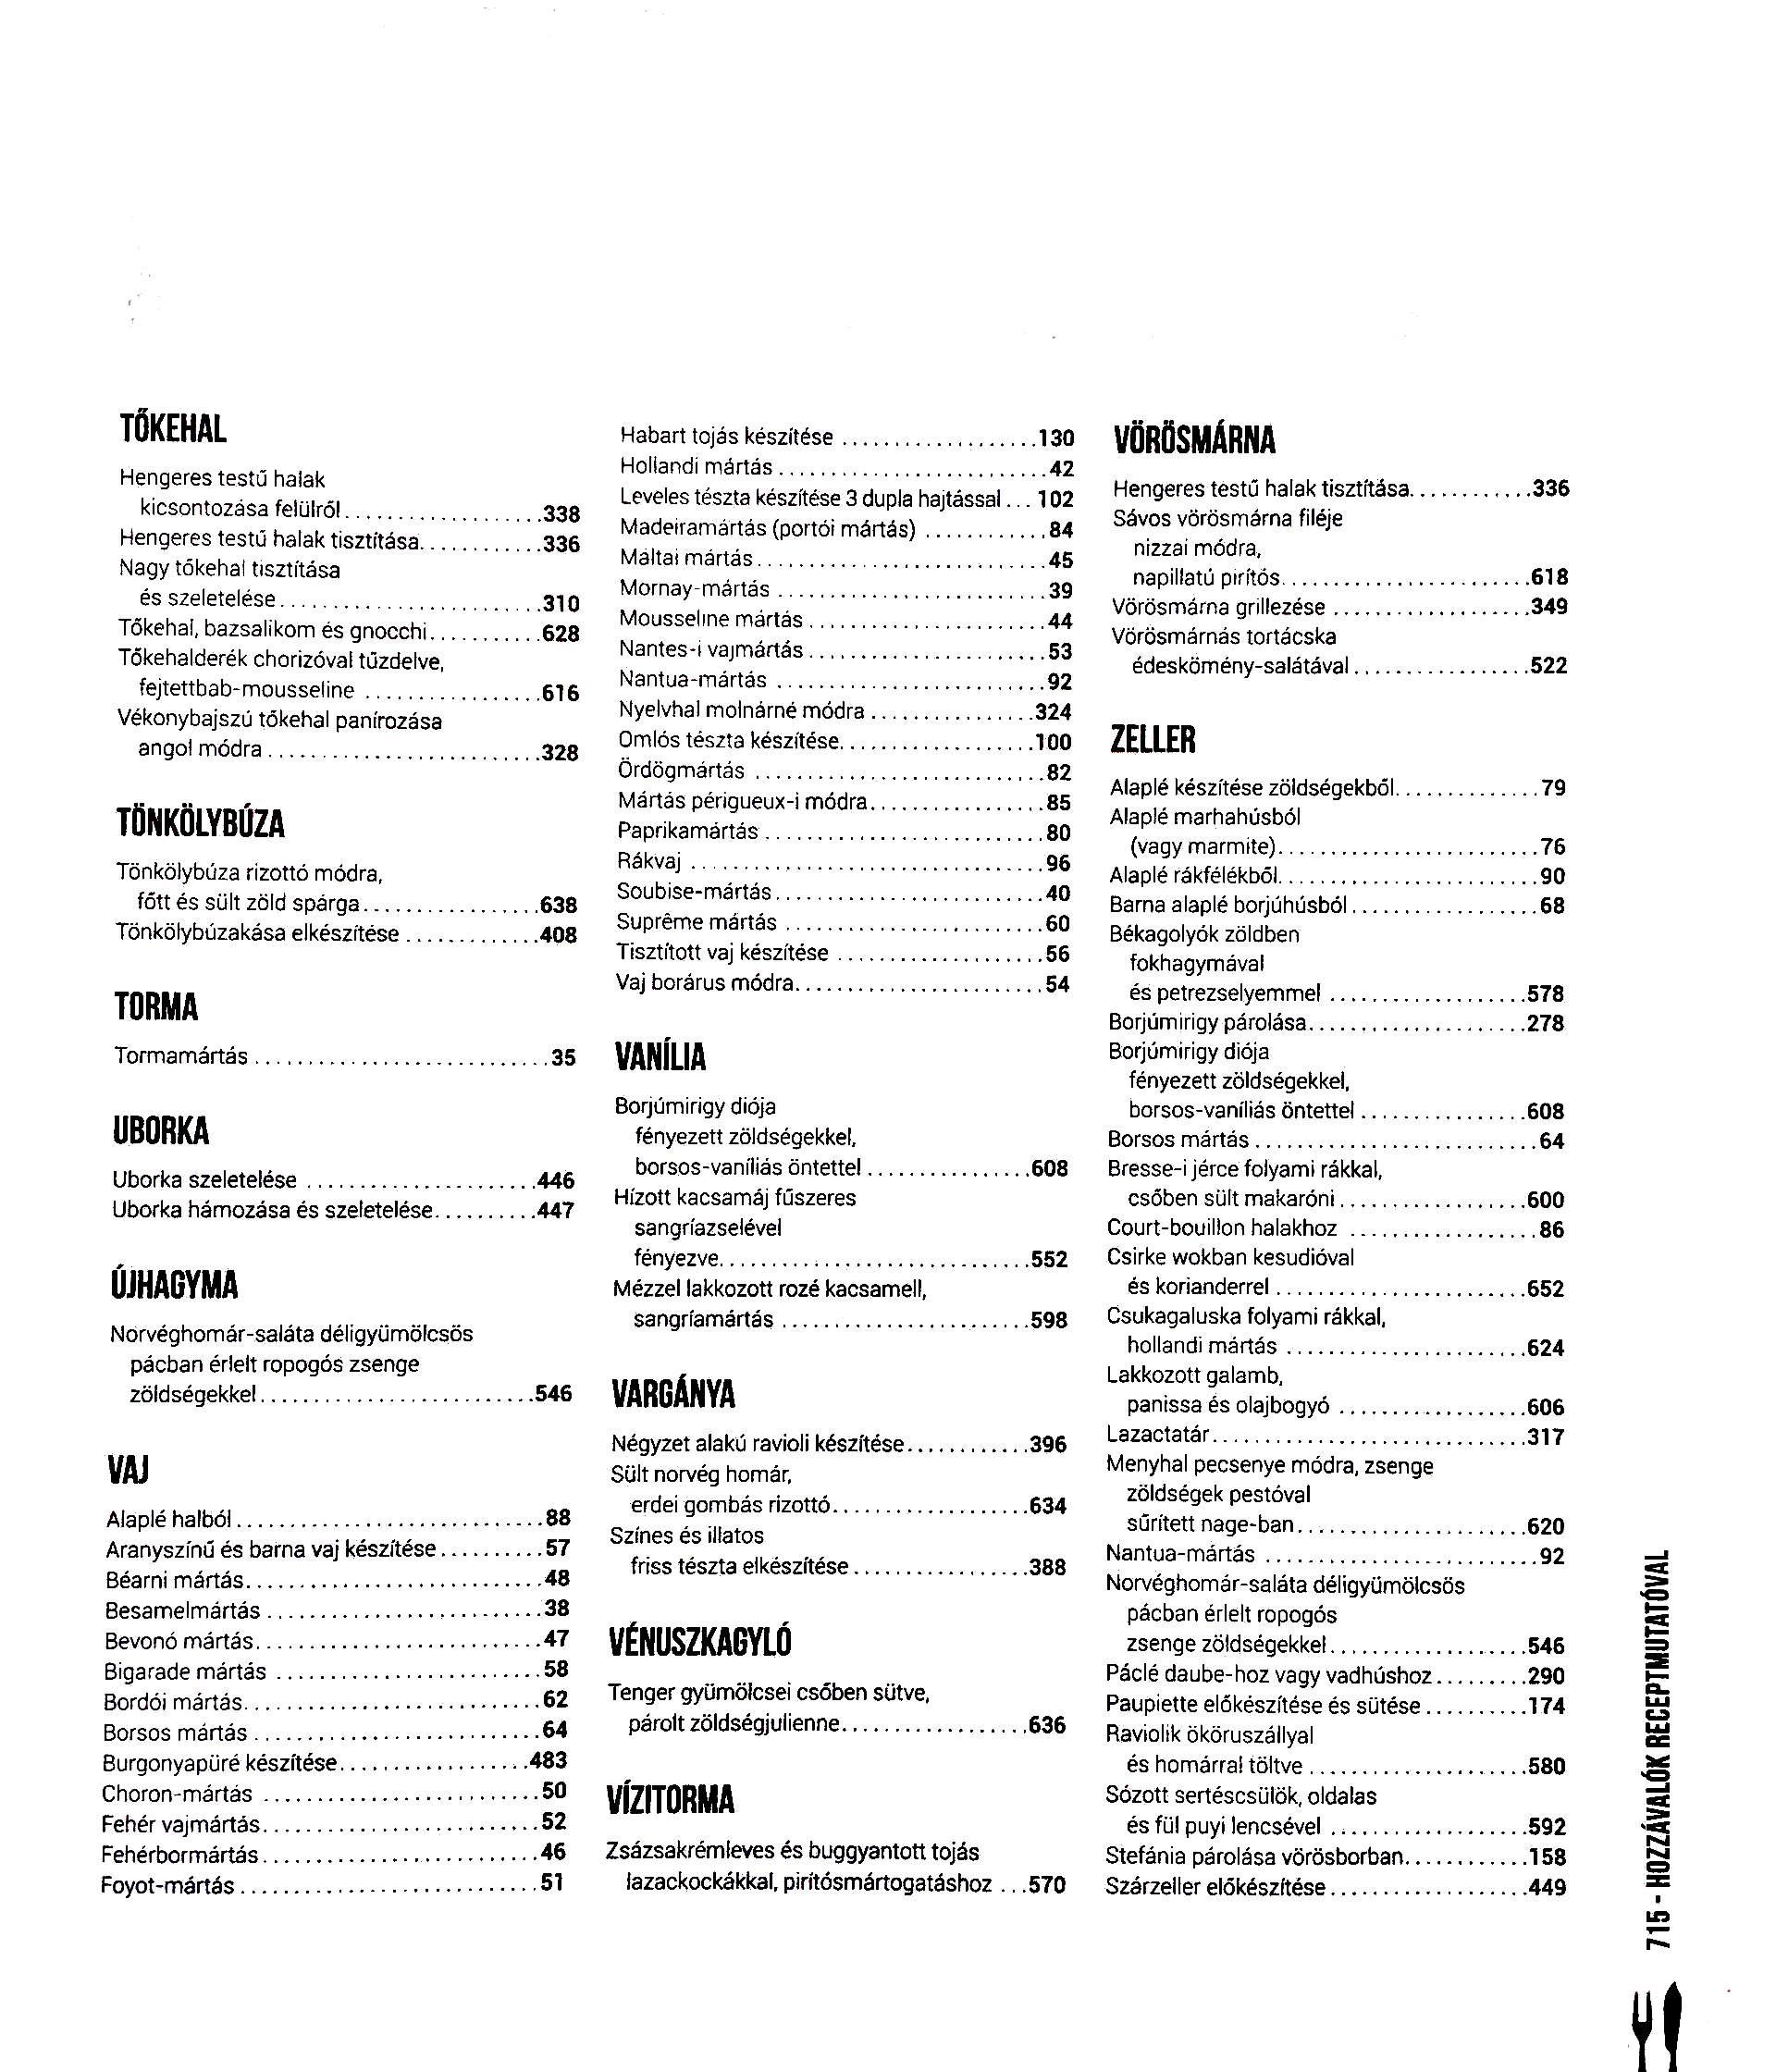 TŐKEHAL
Hengeres testű halak
kicsontozása felülről....................338
Hengeres testű halak tisztítása............336
Nagy tőkehal tisztítása
és szeletelése.........................310
Tőkehal, bazsalikom és gnocchi...........628
Tőkehalderék chorizóval tűzdelve,
fejtettbab-mousseline .................616
Vékonybajszú tőkehal panírozása
angol módra..........................328
TÖNKÖLYBÚZA
Tönkölybúza rizottó módra,
főtt és sült zöld spárga.................638
Tönkölybúzakása elkészítése .............408
TORMA
Tormamártás ............................35
UBORKA
Uborka szeletelése ......................446
Uborka hámozása és szeletelése..........447
ÚJHAGYMA
Norvéghomár-saláta déligyümölcsös
pácban érlelt ropogós zsenge
zöldségekkel..........................546
VAJ
Alaplé halból.............................88
Aranyszínű és barna vaj készítése..........57
Béarni mártás............................48
Besamelmártás ..........................38
Bevonó mártás...........................47
Bigarade mártás .........................58
Bordói mártás............................62
Borsos mártás ...........................64
Burgonyapüré készítése..................483
Choron-mártás ..........................50
Fehér vajmártás..........................52
Fehérbormártás..........................46
Foyot-mártás ............................51
Habart tojás készítése ...................130
Hollandi mártás..........................42
Leveles tészta készítése 3 dupla hajtással... 102
Madeiramártás (portói mártás) ............84
Máltai mártás............................45
Mornay-mártás ..........................39
Mousseline mártás .......................44
Nantes-i vajmártás.......................53
Nantua-mártás ..........................92
Nyelvhal molnárné módra ................324
Omlós tészta készítése...................100
Ördögmártás ............................82
Mártás périgueux-i módra.................85
Paprikamártás...........................80
Rákvaj ..................................96
Soubise-mártás..........................40
Suprême mártás .........................60
Tisztított vaj készítése ....................56
Vaj borárus módra........................54
VANÍLIA
Borjúmirigy diója
fényezett zöldségekkel,
borsos-vaníliás öntettel................608
Hízott kacsamáj fűszeres
sangríazselével
fényezve..............................552
Mézzel lakkozott rozé kacsamell,
sangríamártás ........................598
VARGÁNYA
Négyzet alakú ravioli készítése............396
Sült norvég homár,
erdei gombás rizottó...................634
Színes és illatos
friss tészta elkészítése.................388
VÉNUSZKAGYLÓ
Tenger gyümölcsei csőben sütve,
párolt zöldségjulienne..................636
VÍZITORMA
Zsázsakrémleves és buggyantott tojás
lazackockákkal, pirítósmártogatáshoz ...570
VÖRÖSMÁRNA
Hengeres testű halak tisztítása............336
Sávos vörösmárna filéje
nizzai módra,
napillatú pirítós........................618
Vörösmárna grillezése ...................349
Vörösmárnás tortácska
édeskömény-salátával.................522
ZELLER
Alaplé készítése zöldségekből..............79
Alaplé marhahúsból
(vagy marmite).........................76
Alaplé rákfélékből.........................90
Barna alaplé borjúhúsból..................68
Békagolyók zöldben
fokhagymával
és petrezselyemmel ...................578
Borjúmirigy párolása.....................278
Borjúmirigy diója
fényezett zöldségekkel,
borsos-vaníliás öntettel................608
Borsos mártás ...........................64
Bresse-i jérce folyami rákkal,
csőben sült makaróni..................600
Court-bouillon halakhoz ..................86
Csirke wokban kesudióval
és korianderrel........................652
Csukagaluska folyami rákkal,
hollandi mártás .......................624
Lakkozott galamb,
panissa és olajbogyó ..................606
Lazactatár..............................317
Menyhal pecsenye módra, zsenge
zöldségek pestóval
sűrített nage-ban......................620
Nantua-mártás ..........................92
Norvéghomár-saláta déligyümölcsös
pácban érlelt ropogós
zsenge zöldségekkel...................546
Páclé daube-hoz vagy vadhúshoz.........290
Paupiette előkészítése és sütése..........174
Raviolik ököruszállyal
és homárral töltve .....................580
Sózott sertéscsülök, oldalas
és fül puyi lencsével ...................592
Stefánia párolása vörösborban............158
Szárzeller előkészítése...................449
715 - HOZZÁVALÓK RECEPTMUTATÓVAL